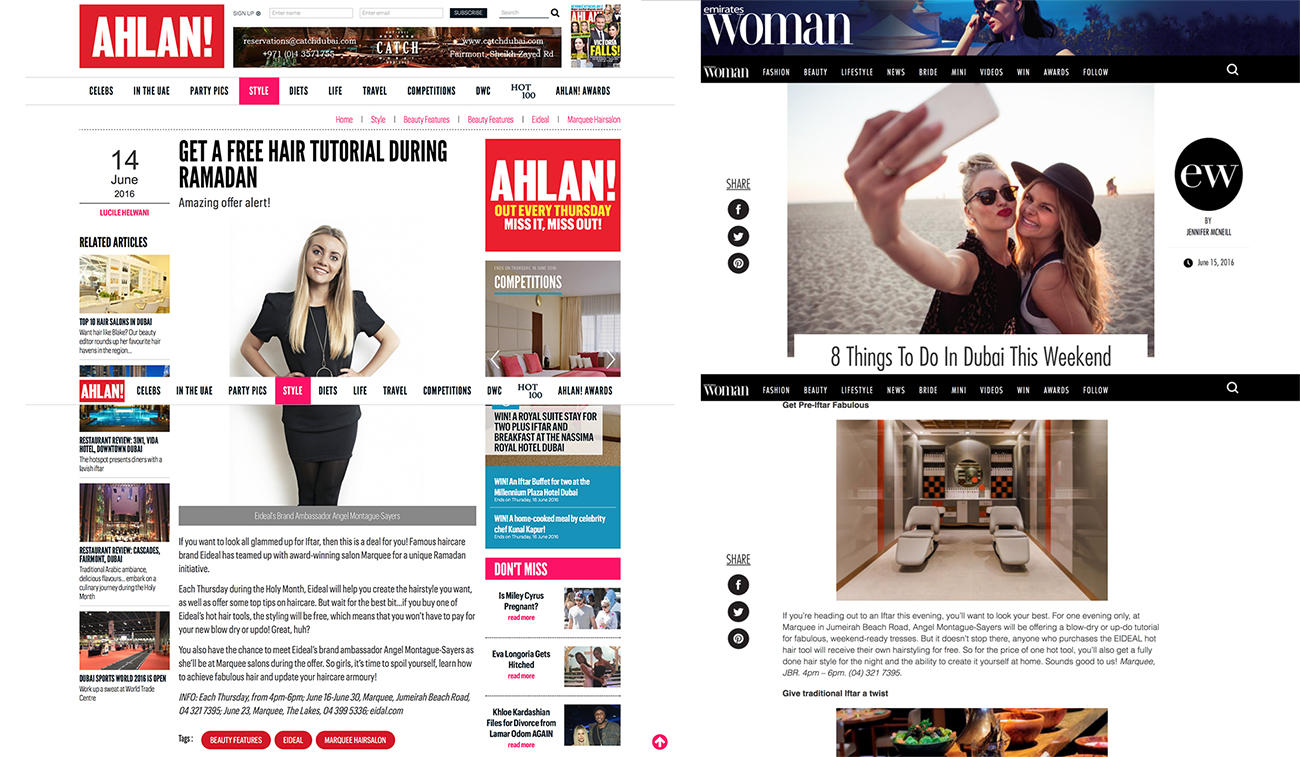 AHLAN!
SIGN UP
Enter name
Enter email
SUBSCRIBE
Search
reservations@catchdubai.com
+971 (0)4 3571755
CATCH
www.catchdubai.com
Fairmont, Sheikh Zayed Rd
AHLAN!
VICTORIA
FALLS!
CELEBS
IN THE UAE
PARTY PICS
STYLE
DIETS
LIFE
TRAVEL
COMPETITIONS
DWC
HOT
100
AHLAN! AWARDS
Home | Style | Beauty Features | Beauty Features | Eideal | Marquee Hairsalon
14
June
2016
LUCILE HELWANI
GET A FREE HAIR TUTORIAL DURING
RAMADAN
Amazing offer alert!
RELATED ARTICLES
TOP 10 HAIR SALONS IN DUBAI
Want hair like Blake? Our beauty
editor rounds up her favourite hair
havens in the region...
AHLAN!
OUT EVERY THURSDAY
MISS IT, MISS OUT!
ENDS ON THURSDAY, 16 JUNE 2016
COMPETITIONS
AHLAN!
CELEBS
IN THE UAE
PARTY PICS
STYLE
DIETS
LIFE
TRAVEL
COMPETITIONS
DWC
HOT
100
AHLAN! AWARDS
RESTAURANT REVIEW: 3IN1, VIDA
HOTEL, DOWNTOWN DUBAI
The hotspot presents diners with a
lavish iftar
RESTAURANT REVIEW: CASCADES,
FAIRMONT, DUBAI
Traditional Arabic ambiance,
delicious flavours... embark on a
culinary journey during the Holy
Month
DUBAI SPORTS WORLD 2016 IS OPEN
Work up a sweat at World Trade
Centre
Eideal's Brand Ambassador Angel Montague-Sayers
If you want to look all glammed up for Iftar, then this is a deal for you! Famous haircare
brand Eideal has teamed up with award-winning salon Marquee for a unique Ramadan
initiative.
Each Thursday during the Holy Month, Eideal will help you create the hairstyle you want,
as well as offer some top tips on haircare. But wait for the best bit...if you buy one of
Eideal's hot hair tools, the styling will be free, which means that you won't have to pay for
your new blow dry or updo! Great, huh?
You also have the chance to meet Eideal's brand ambassador Angel Montague-Sayers as
she'll be at Marquee salons during the offer. So girls, it's time to spoil yourself, learn how
to achieve fabulous hair and update your haircare armoury!
INFO: Each Thursday, from 4pm-6pm; June 16-June 30, Marquee, Jumeirah Beach Road,
04 321 7395; June 23, Marquee, The Lakes, 04 399 5336; eidal.com
Tags :
BEAUTY FEATURES
EIDEAL
MARQUEE HAIRSALON
WIN! A ROYAL SUITE STAY FOR
TWO PLUS IFTAR AND
BREAKFAST AT THE NASSIMA
ROYAL HOTEL DUBAI
WIN! An Iftar Buffet for two at the
Millennium Plaza Hotel Dubai
Ends on Thursday, 16 June 2016
WIN! A home-cooked meal by celebrity
chef Kunal Kapur!
Ends on Thursday, 16 June 2016
DON'T MISS
Is Miley Cyrus
Pregnant?
read more
Eva Longoria Gets
Hitched
read more
Khloe Kardashian
Files for Divorce from
Lamar Odom AGAIN
read more
emirates
woman
woman
FASHION
BEAUTY
LIFESTYLE
NEWS
BRIDE
MINI
VIDEOS
WIN
AWARDS
FOLLOW
SHARE
ew
BY
JENNIFER MCNEILL
June 15, 2016
8 Things To Do In Dubai This Weekend
woman
FASHION
BEAUTY
LIFESTYLE
NEWS
BRIDE
MINI
VIDEOS
WIN
AWARDS
FOLLOW
Get Pre-Iftar Fabulous
SHARE
If you're heading out to an Iftar this evening, you'll want to look your best. For one evening only, at
Marquee in Jumeirah Beach Road, Angel Montague-Sayers will be offering a blow-dry or up-do tutorial
for fabulous, weekend-ready tresses. But it doesn't stop there, anyone who purchases the EIDEAL hot
hair tool will receive their own hairstyling for free. So for the price of one hot tool, you'll also get a fully
done hair style for the night and the ability to create it yourself at home. Sounds good to us! Marquee,
JBR. 4pm – 6pm. (04) 321 7395.
Give traditional Iftar a twist